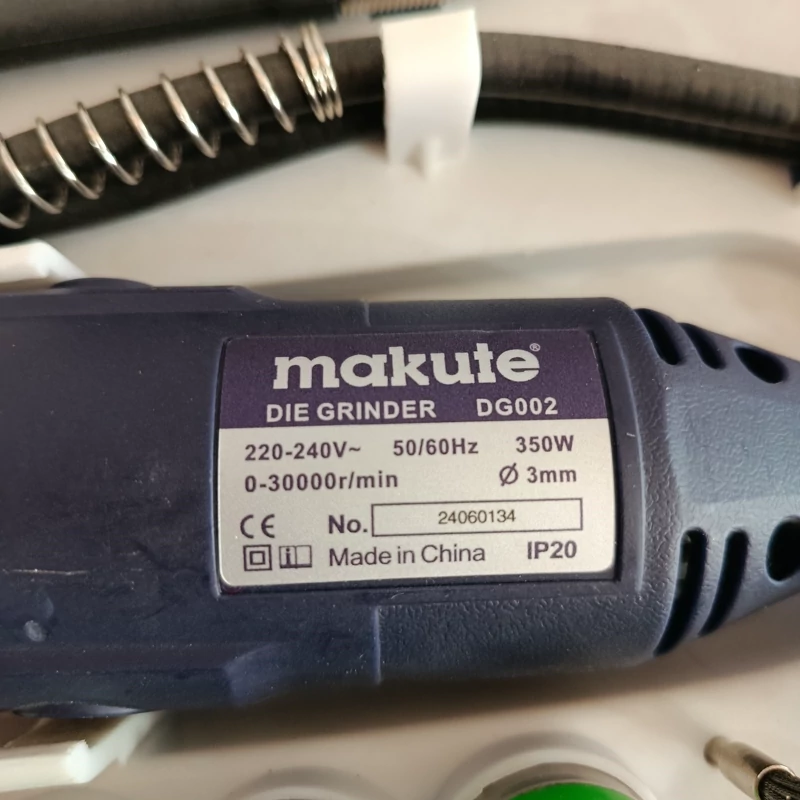 makute®
DIE GRINDER DG002
220-240V~ 50/60Hz 350W
0-30000r/min Ø 3mm
CE No. 24060134
Made in China IP20